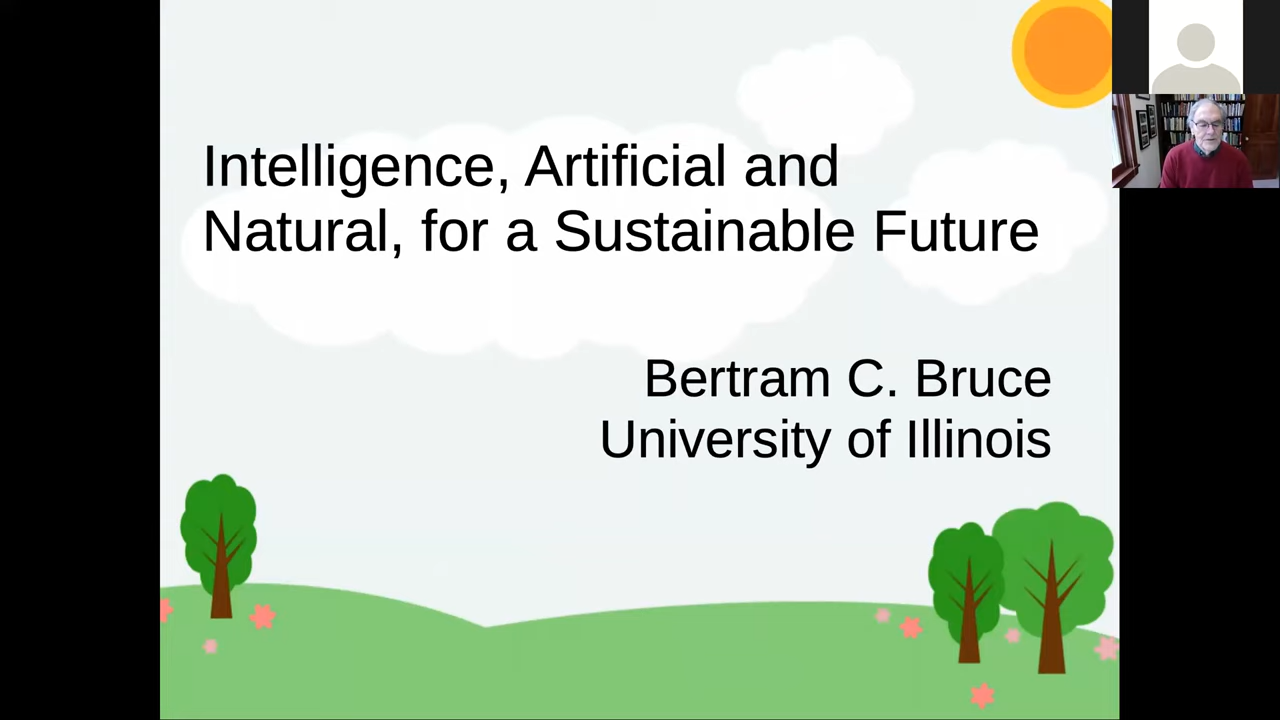 Intelligence, Artificial and
Natural, for a Sustainable Future
Bertram C. Bruce
University of Illinois